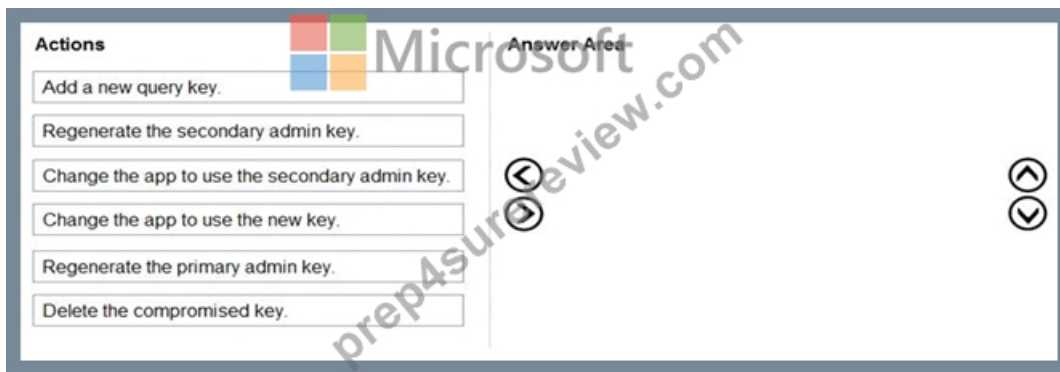 Actions
Microsoft
Answer Area
Add a new query key.
Regenerate the secondary admin key.
Change the app to use the secondary admin key.
Change the app to use the new key.
Regenerate the primary admin key.
Delete the compromised key.
prep4surereview.com